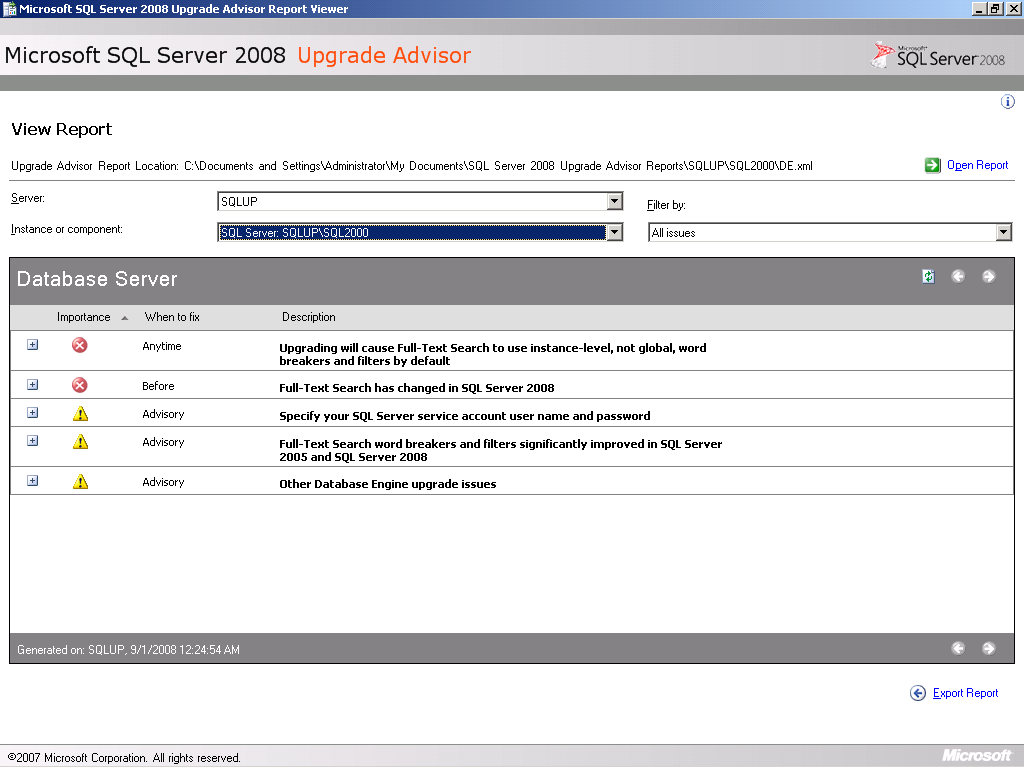 Microsoft SQL Server 2008 Upgrade Advisor Report Viewer
Microsoft SQL Server 2008 Upgrade Advisor
Microsoft
SQL Server 2008
View Report
Upgrade Advisor Report Location: C:\Documents and Settings\Administrator\My Documents\SQL Server 2008 Upgrade Advisor Reports\SQLUP\SQL2000\DE.xml
Open Report
Server:
SQLUP
Filter by:
Instance or component:
SQL Server: SQLUP\SQL2000
All issues
Database Server
Importance When to fix Description
Anytime Upgrading will cause Full-Text Search to use instance-level, not global, word
breakers and filters by default
Before Full-Text Search has changed in SQL Server 2008
Advisory Specify your SQL Server service account user name and password
Advisory Full-Text Search word breakers and filters significantly improved in SQL Server
2005 and SQL Server 2008
Advisory Other Database Engine upgrade issues
Generated on: SQLUP, 9/1/2008 12:24:54 AM
Export Report
©2007 Microsoft Corporation. All rights reserved.
Microsoft